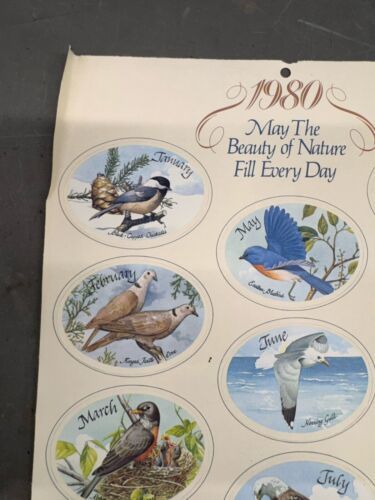 1980
May The
Beauty of Nature
Fill Every Day
January
Black-Capped Chickadee
May
Eastern Bluebird
February
Dove
June
Herring Gull
March
July